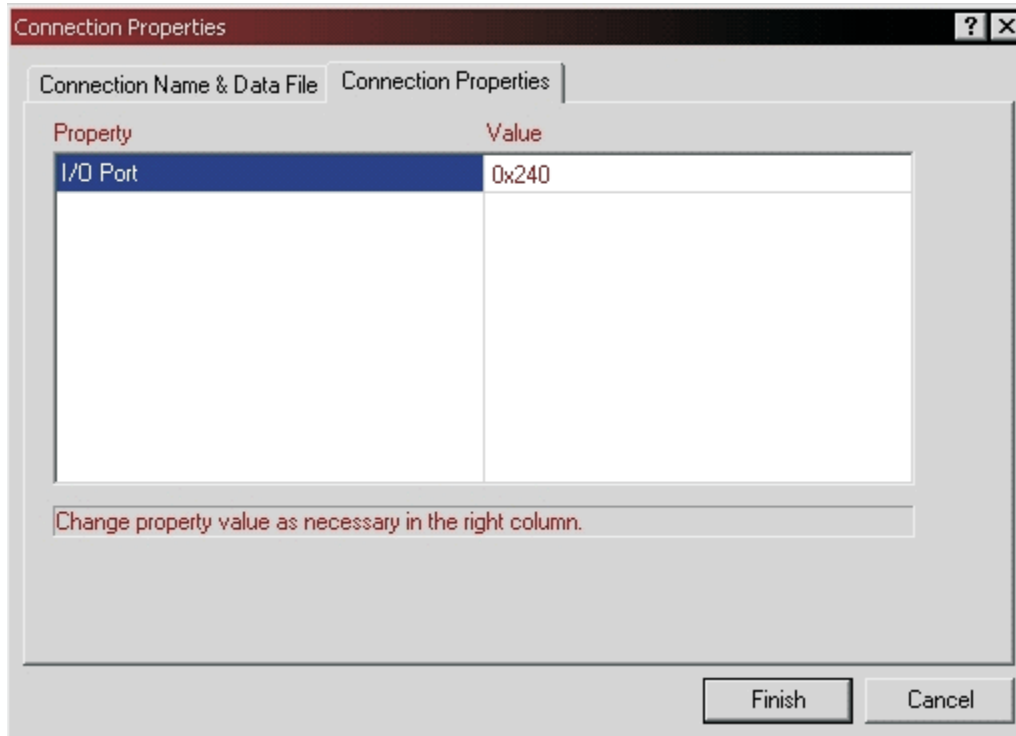 Connection Properties
Connection Name & Data File Connection Properties
Property Value
I/O Port 0x240
Change property value as necessary in the right column.
Finish Cancel